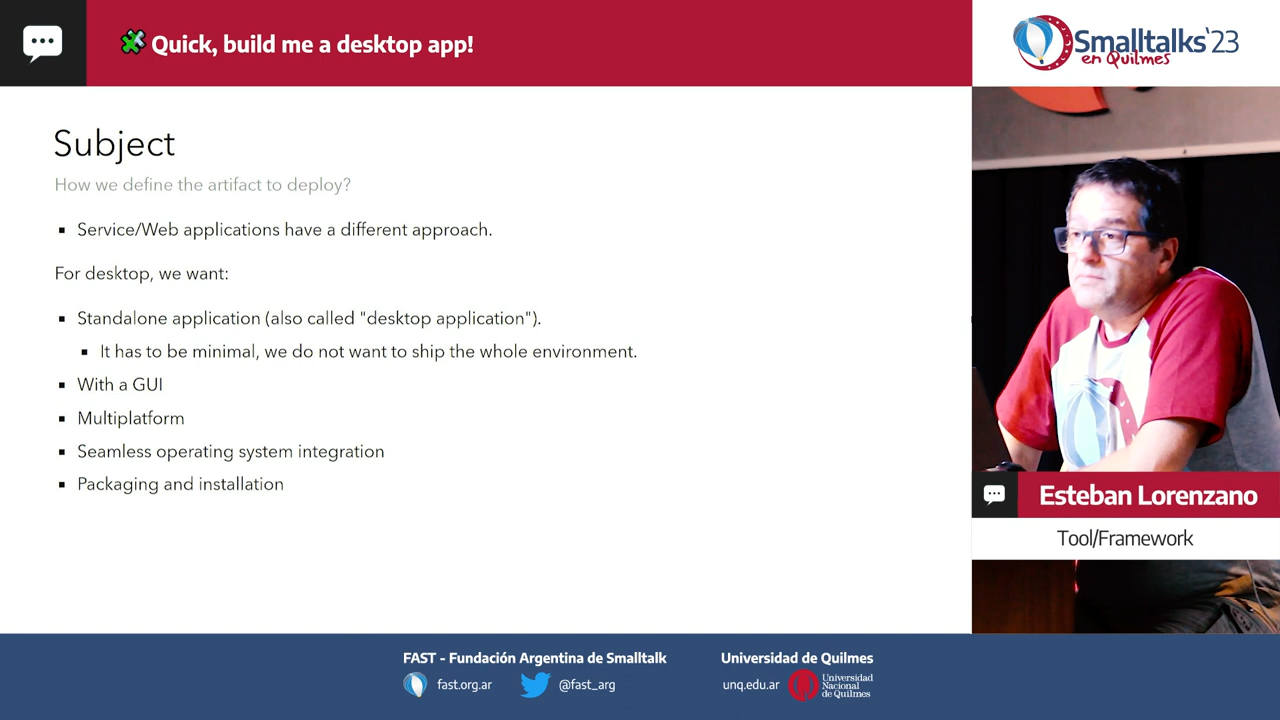 Quick, build me a desktop app!
Smalltalks'23
en Quilmes
Subject
How we define the artifact to deploy?
▪ Service/Web applications have a different approach.
For desktop, we want:
▪ Standalone application (also called "desktop application").
▪ It has to be minimal, we do not want to ship the whole environment.
▪ With a GUI
▪ Multiplatform
▪ Seamless operating system integration
▪ Packaging and installation
Esteban Lorenzano
Tool/Framework
FAST - Fundación Argentina de Smalltalk
fast.org.ar
@fast_arg
Universidad de Quilmes
unq.edu.ar
Universidad
Nacional
de Quilmes